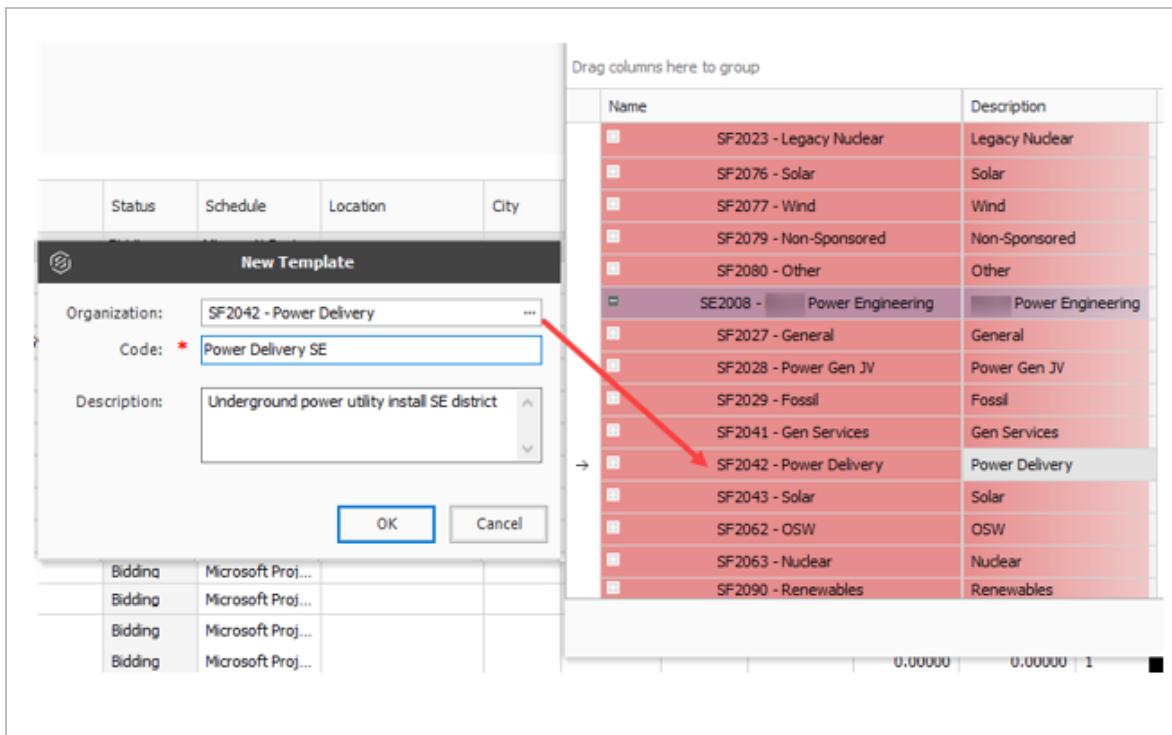 Drag columns here to group
Name Description
SF2023 - Legacy Nuclear Legacy Nuclear
SF2076 - Solar Solar
SF2077 - Wind Wind
SF2079 - Non-Sponsored Non-Sponsored
SF2080 - Other Other
SE2008 - Power Engineering Power Engineering
SF2027 - General General
SF2028 - Power Gen JV Power Gen JV
SF2029 - Fossil Fossil
SF2041 - Gen Services Gen Services
SF2042 - Power Delivery Power Delivery
SF2043 - Solar Solar
SF2062 - OSW OSW
SF2063 - Nuclear Nuclear
SF2090 - Renewables Renewables
Status Schedule Location City
New Template
Organization: SF2042 - Power Delivery ...
Code: * Power Delivery SE
Description: Underground power utility install SE district
OK Cancel
Bidding Microsoft Proj...
Bidding Microsoft Proj...
Bidding Microsoft Proj...
Bidding Microsoft Proj...
0.00000 0.00000 1